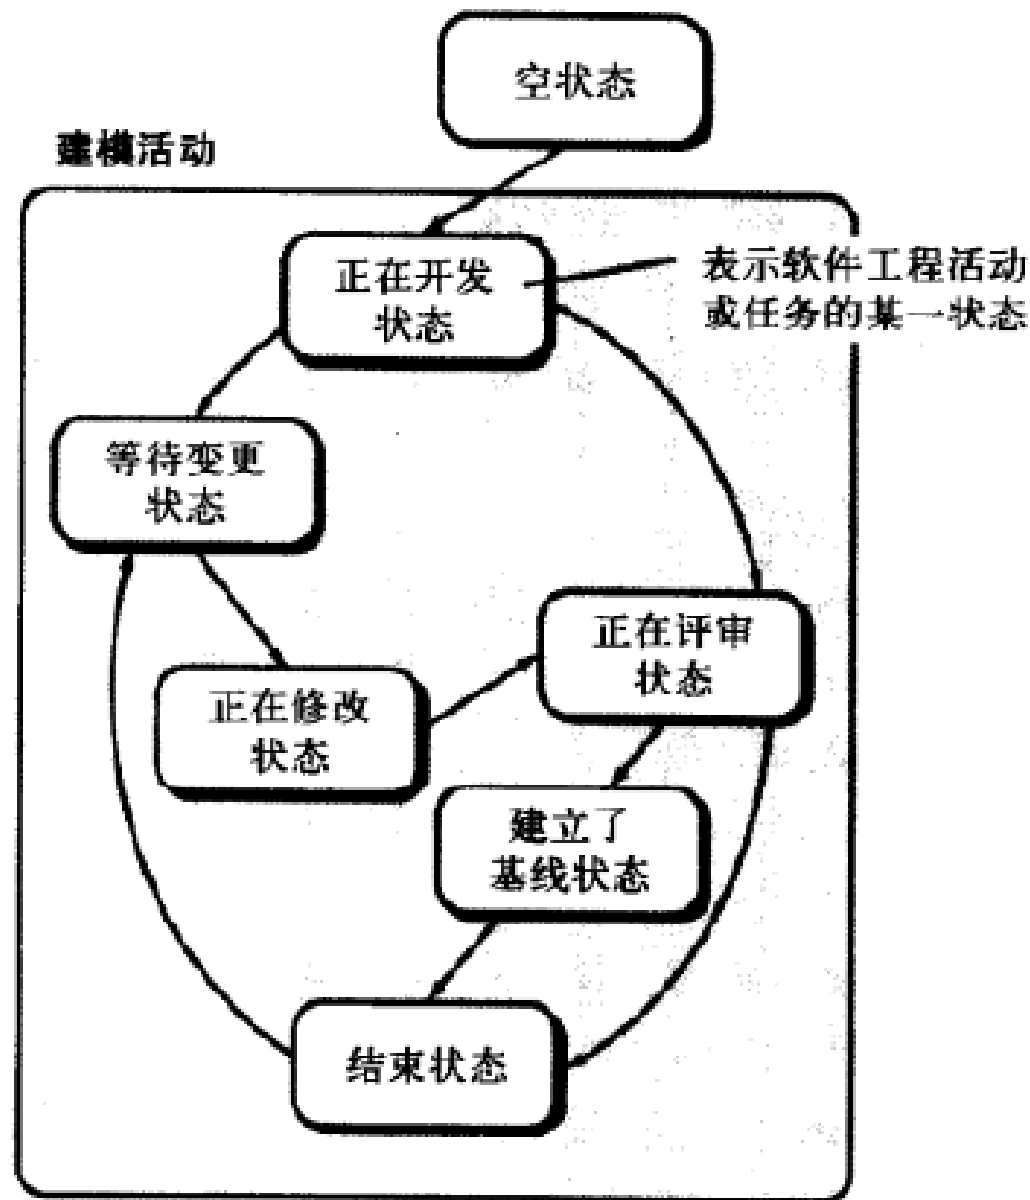 空状态
建模活动
正在开发
状态
表示软件工程活动
或任务的某一状态
等待变更
状态
正在评审
状态
正在修改
状态
建立了
基线状态
结束状态